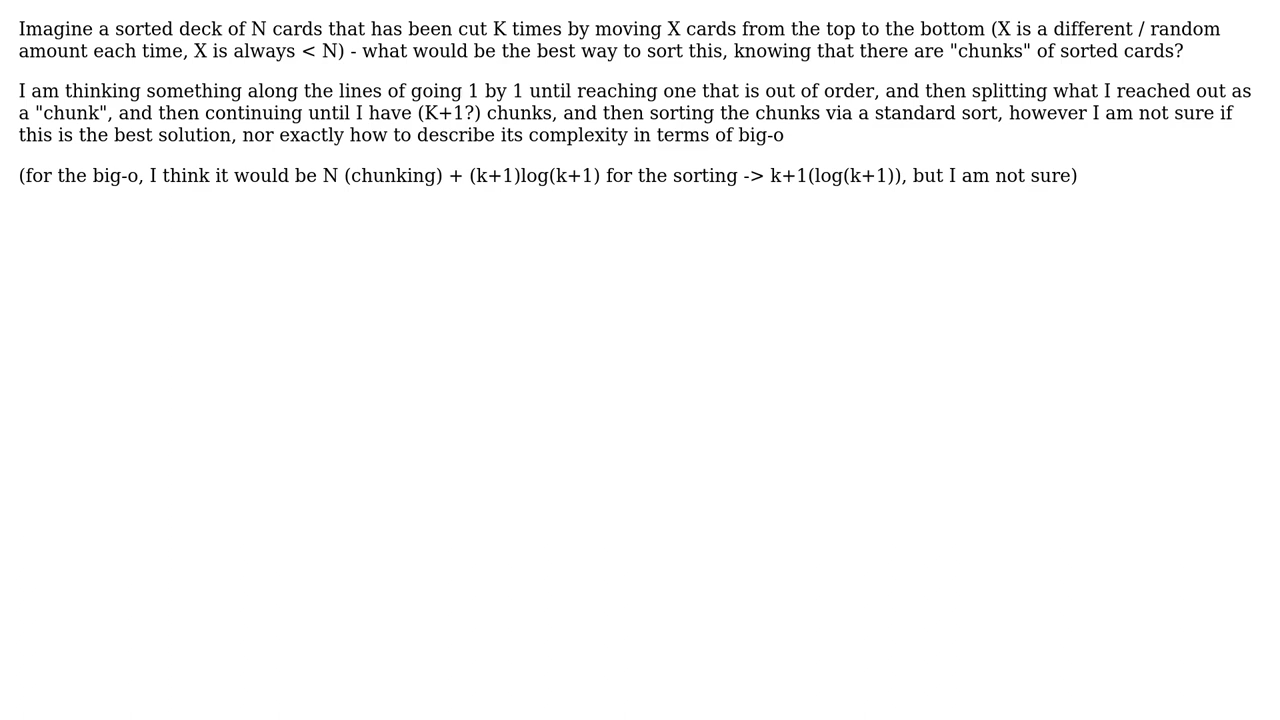 Imagine a sorted deck of N cards that has been cut K times by moving X cards from the top to the bottom (X is a different / random
amount each time, X is always < N) - what would be the best way to sort this, knowing that there are "chunks" of sorted cards?
I am thinking something along the lines of going 1 by 1 until reaching one that is out of order, and then splitting what I reached out as
a "chunk", and then continuing until I have (K+1?) chunks, and then sorting the chunks via a standard sort, however I am not sure if
this is the best solution, nor exactly how to describe its complexity in terms of big-o
(for the big-o, I think it would be N (chunking) + (k+1)log(k+1) for the sorting -> k+1(log(k+1)), but I am not sure)